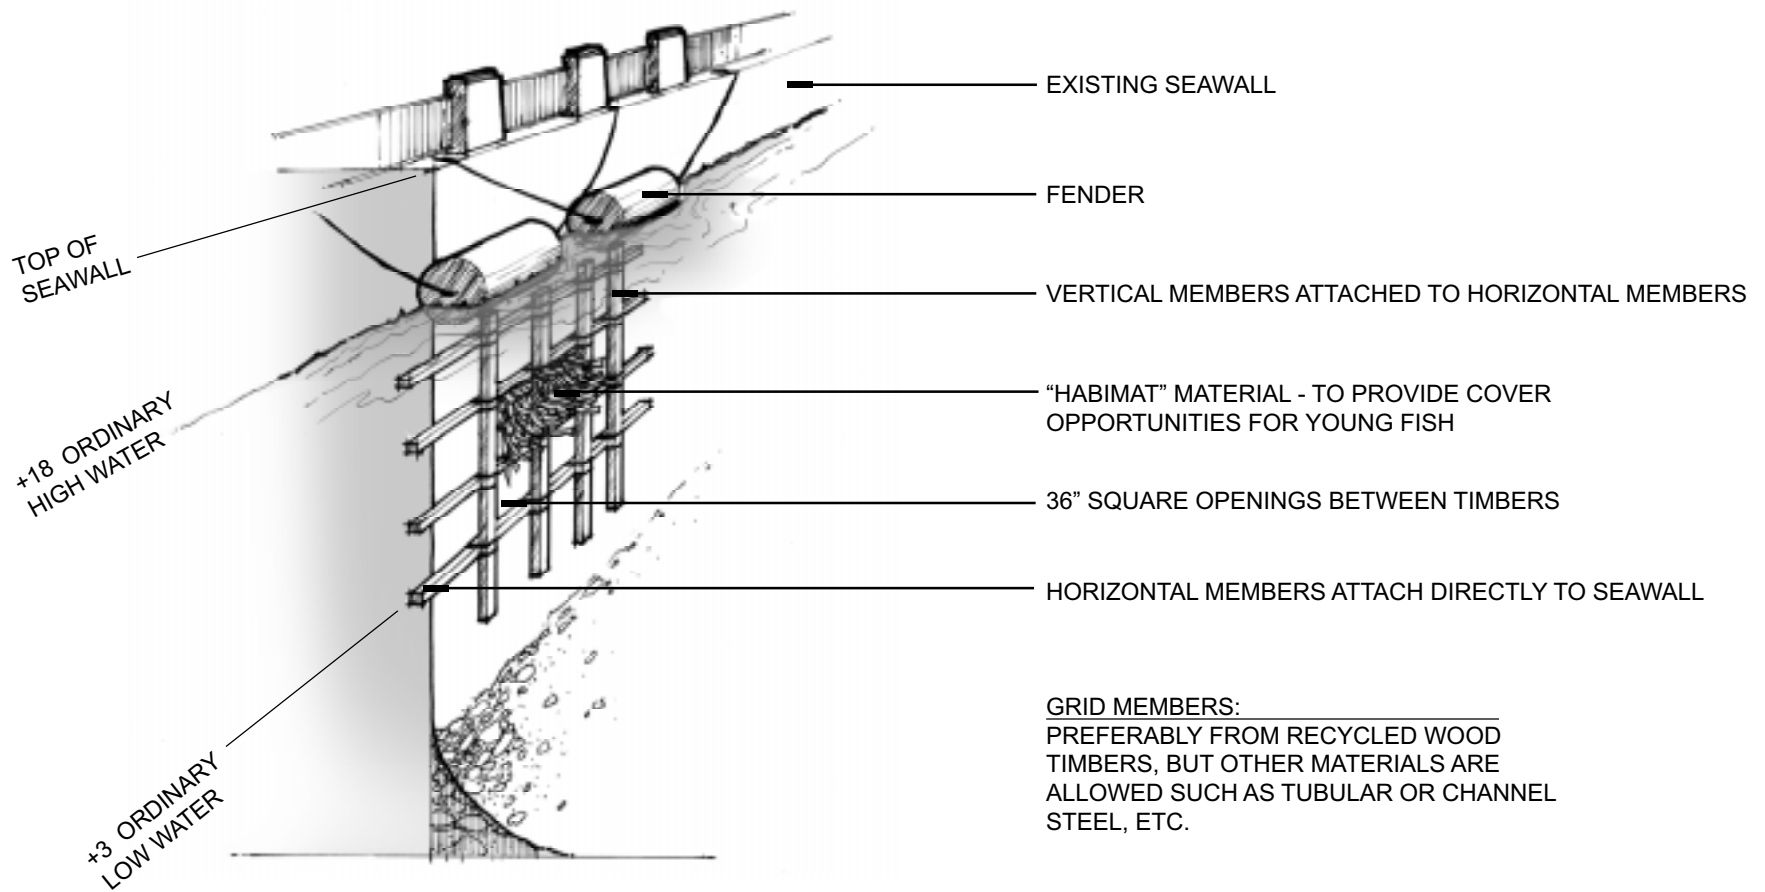 EXISTING SEAWALL
FENDER
TOP OF
SEAWALL
VERTICAL MEMBERS ATTACHED TO HORIZONTAL MEMBERS
“HABIMAT” MATERIAL - TO PROVIDE COVER
OPPORTUNITIES FOR YOUNG FISH
+18 ORDINARY
HIGH WATER
36” SQUARE OPENINGS BETWEEN TIMBERS
HORIZONTAL MEMBERS ATTACH DIRECTLY TO SEAWALL
GRID MEMBERS:
PREFERABLY FROM RECYCLED WOOD
TIMBERS, BUT OTHER MATERIALS ARE
ALLOWED SUCH AS TUBULAR OR CHANNEL
STEEL, ETC.
+3 ORDINARY
LOW WATER